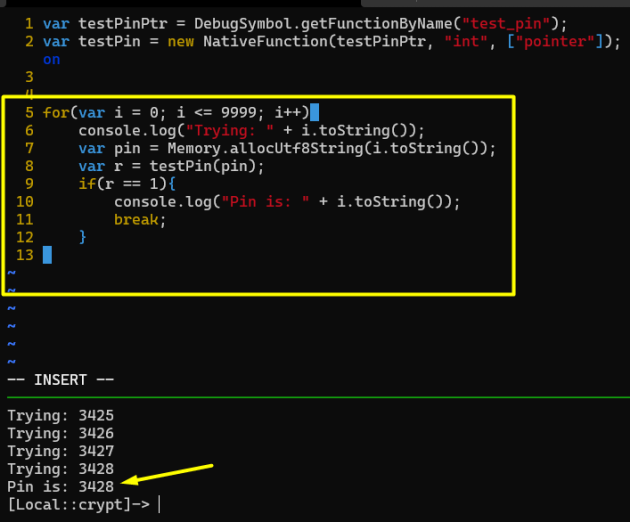 1 var testPinPtr = DebugSymbol.getFunctionByName("test_pin");
2 var testPin = new NativeFunction(testPinPtr, "int", ["pointer"]);
on
3
4
5 for(var i = 0; i <= 9999; i++)
6     console.log("Trying: " + i.toString());
7     var pin = Memory.allocUtf8String(i.toString());
8     var r = testPin(pin);
9     if(r == 1){
10         console.log("Pin is: " + i.toString());
11         break;
12     }
13
~
~
~
~
~
~
-- INSERT --
Trying: 3425
Trying: 3426
Trying: 3427
Trying: 3428
Pin is: 3428
[Local::crypt]->